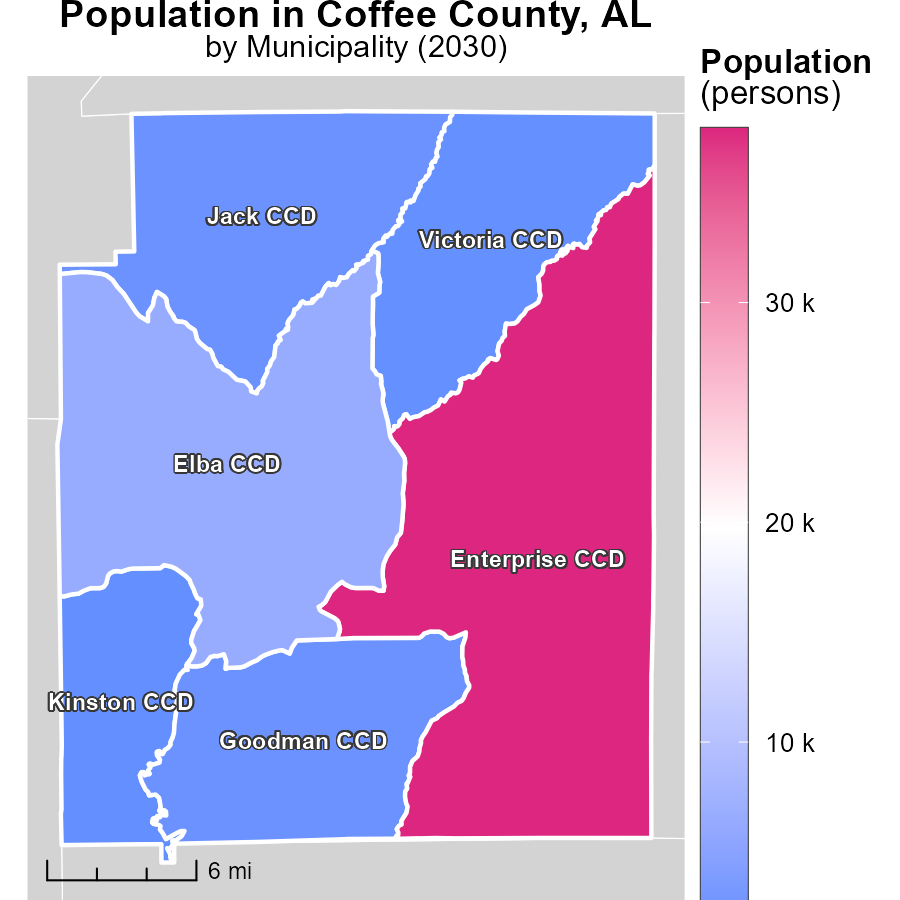 Population in Coffee County, AL
by Municipality (2030)
Population
(persons)
Jack CCD
Victoria CCD
30 k
Elba CCD
20 k
Enterprise CCD
Kinston CCD
Goodman CCD
10 k
6 mi